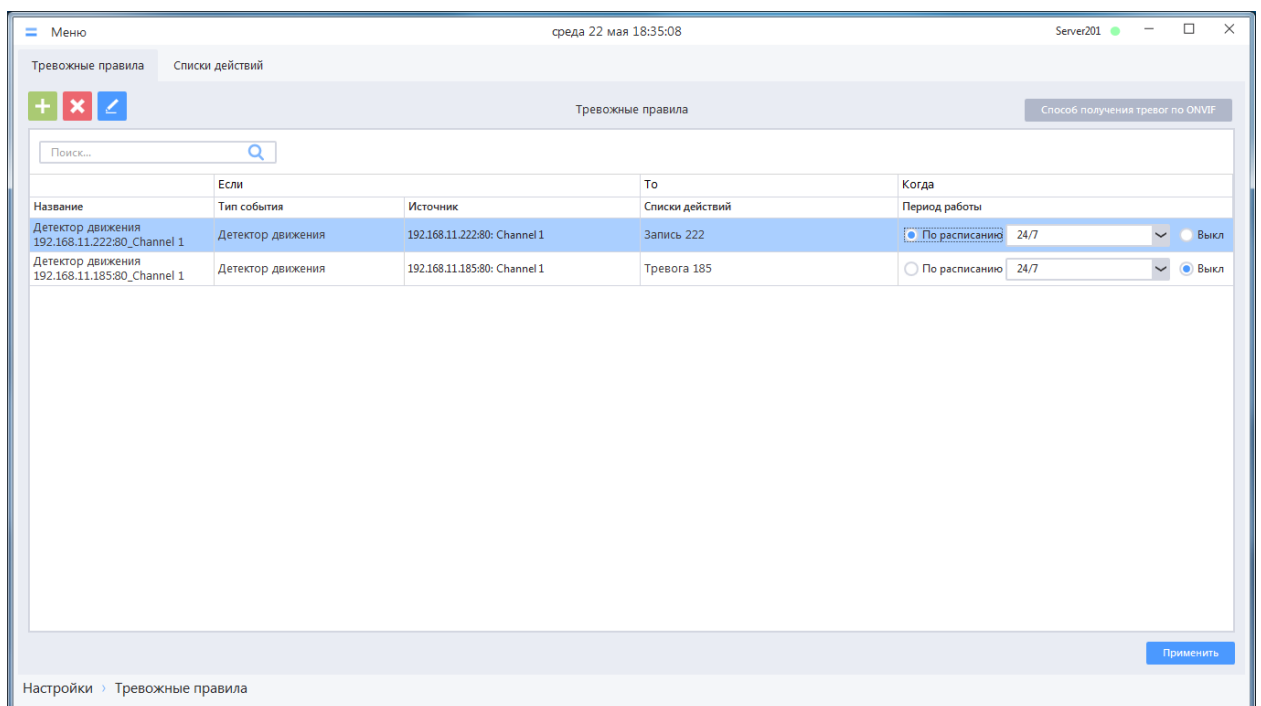 Меню
среда 22 мая 18:35:08
Server201
Тревожные правила
Списки действий
Тревожные правила
Способ получения тревог по ONVIF
Поиск...
Если
То
Когда
Название
Тип события
Источник
Списки действий
Период работы
Детектор движения
192.168.11.222:80_Channel 1
Детектор движения
192.168.11.222:80: Channel 1
Запись 222
По расписанию
24/7
Выкл
Детектор движения
192.168.11.185:80_Channel 1
Детектор движения
192.168.11.185:80: Channel 1
Тревога 185
По расписанию
24/7
Выкл
Применить
Настройки › Тревожные правила